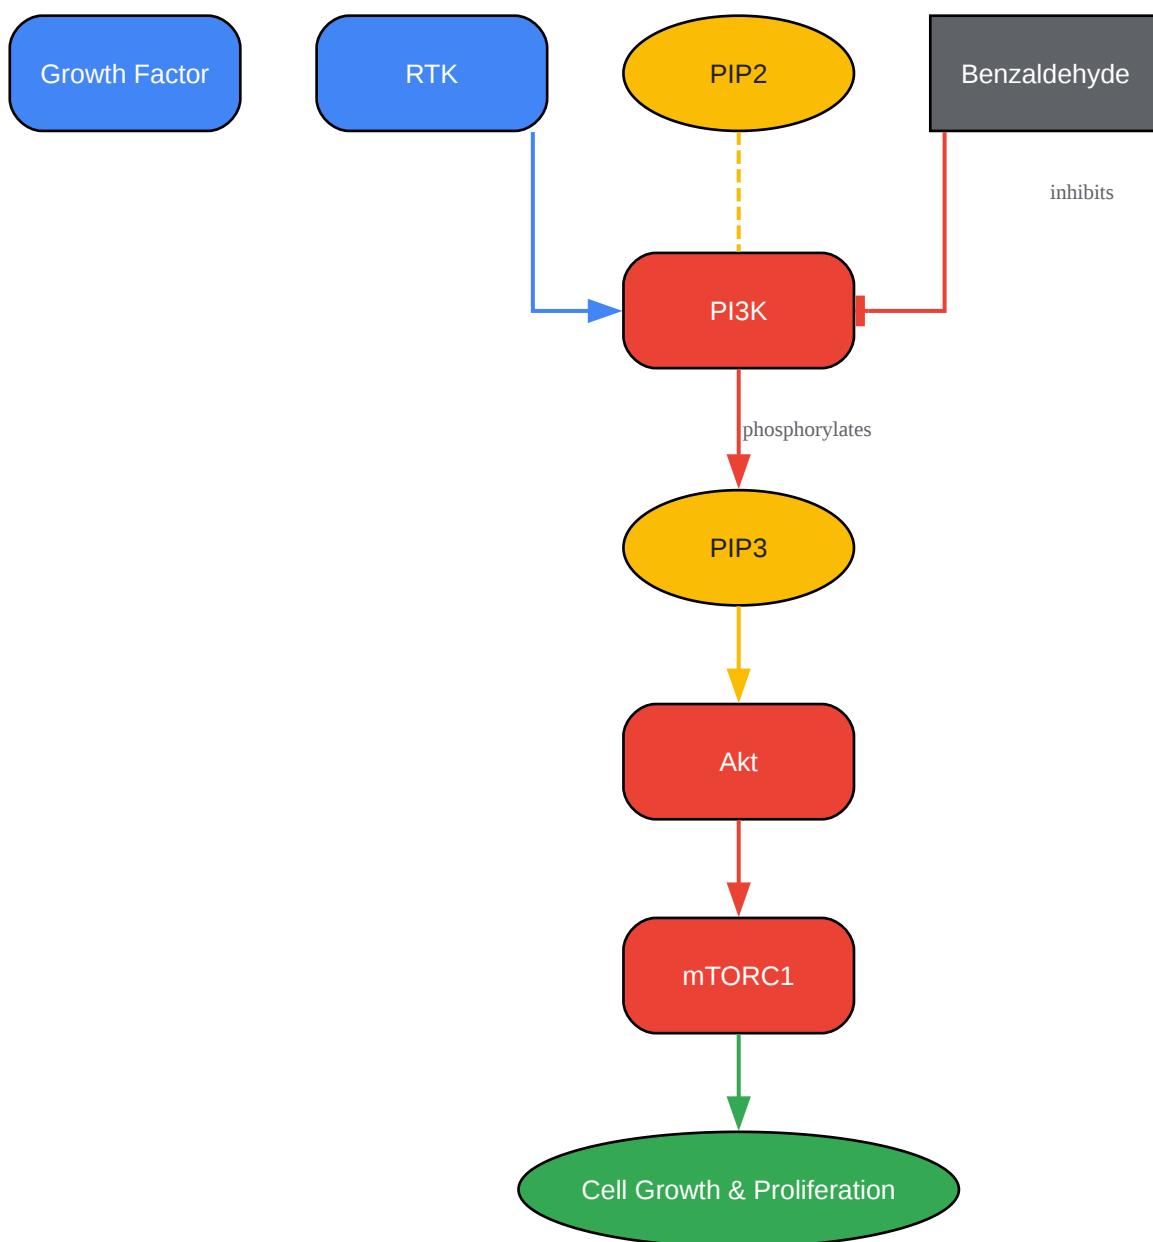 Growth Factor
RTK
PIP2
Benzaldehyde
inhibits
PI3K
phosphorylates
PIP3
Akt
mTORC1
Cell Growth & Proliferation